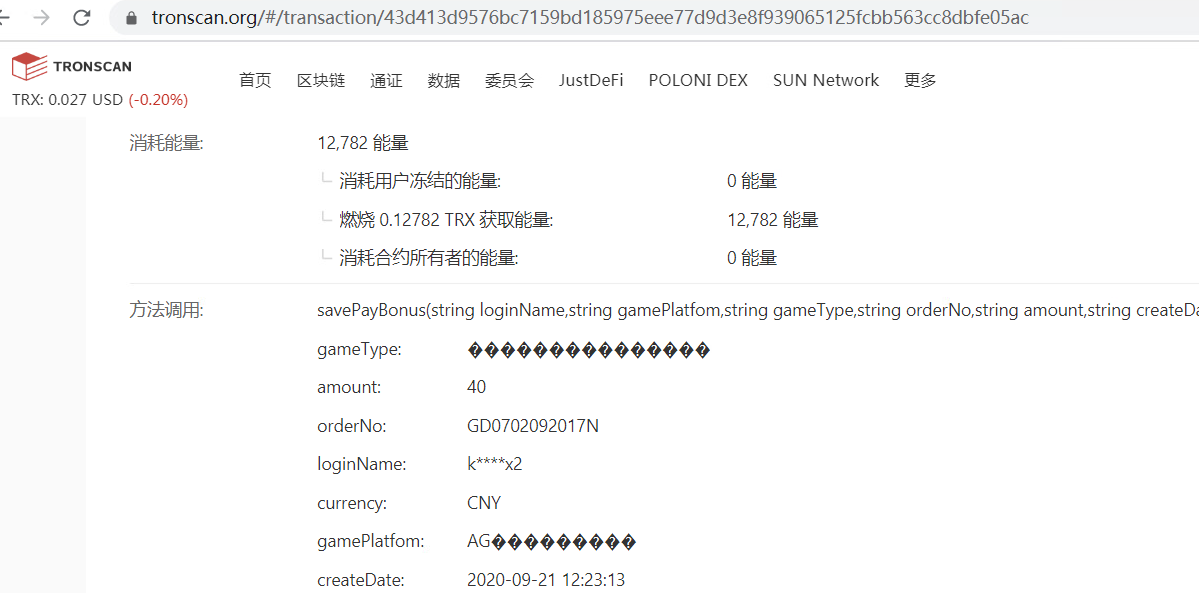 tronscan.org/#/transaction/43d413d9576bc7159bd185975eee77d9d3e8f939065125fcbb563cc8dbfe05ac
TRONSCAN
首页 区块链 通证 数据 委员会 JustDeFi POLONI DEX SUN Network 更多
TRX: 0.027 USD (-0.20%)
消耗能量: 12,782 能量
消耗用户冻结的能量: 0 能量
燃烧 0.12782 TRX 获取能量: 12,782 能量
消耗合约所有者的能量: 0 能量
方法调用: savePayBonus(string loginName,string gamePlatfom,string gameType,string orderNo,string amount,string createDa
gameType: ���������������
amount: 40
orderNo: GD0702092017N
loginName: k****x2
currency: CNY
gamePlatfom: AG���������
createDate: 2020-09-21 12:23:13